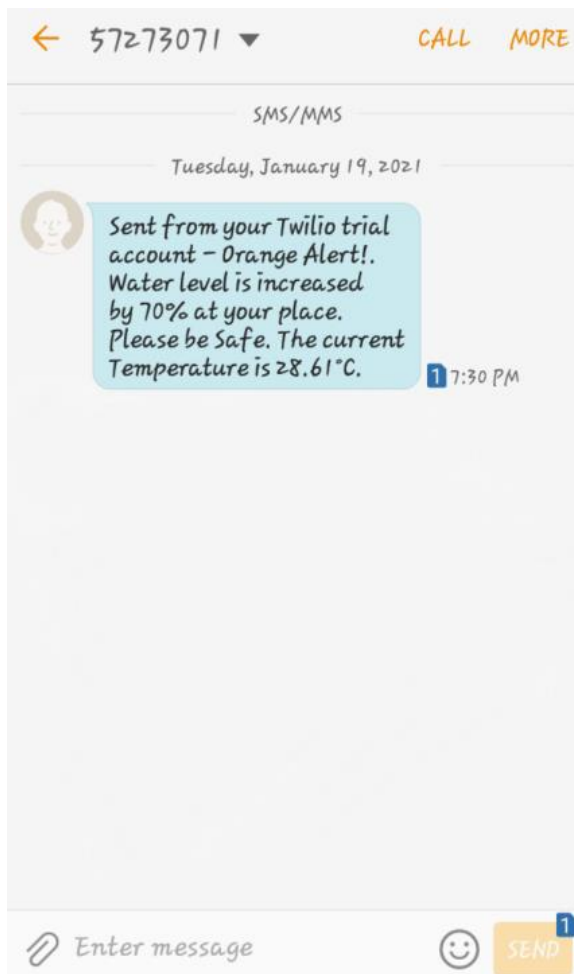 57273071
CALL
MORE
SMS/MMS
Tuesday, January 19, 2021
Sent from your Twilio trial
account - Orange Alert!.
Water level is increased
by 70% at your place.
Please be Safe. The current
Temperature is 28.61°C.
1 7:30 PM
Enter message
SEND
1